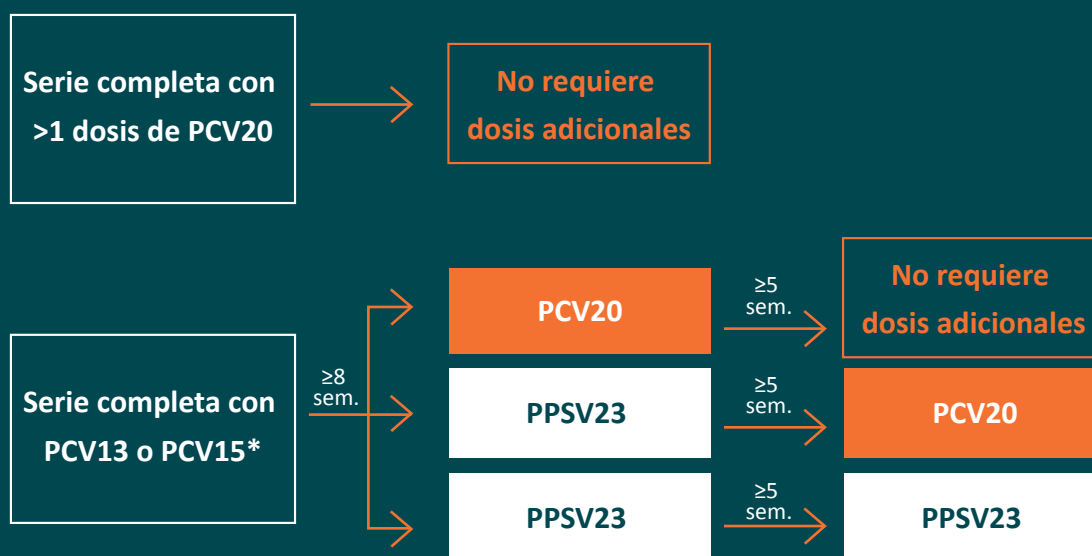 Serie completa con
>1 dosis de PCV20
No requiere
dosis adicionales
Serie completa con
PCV13 o PCV15*
≥8
sem.
PCV20
≥5
sem.
No requiere
dosis adicionales
PPSV23
≥5
sem.
PCV20
PPSV23
≥5
sem.
PPSV23